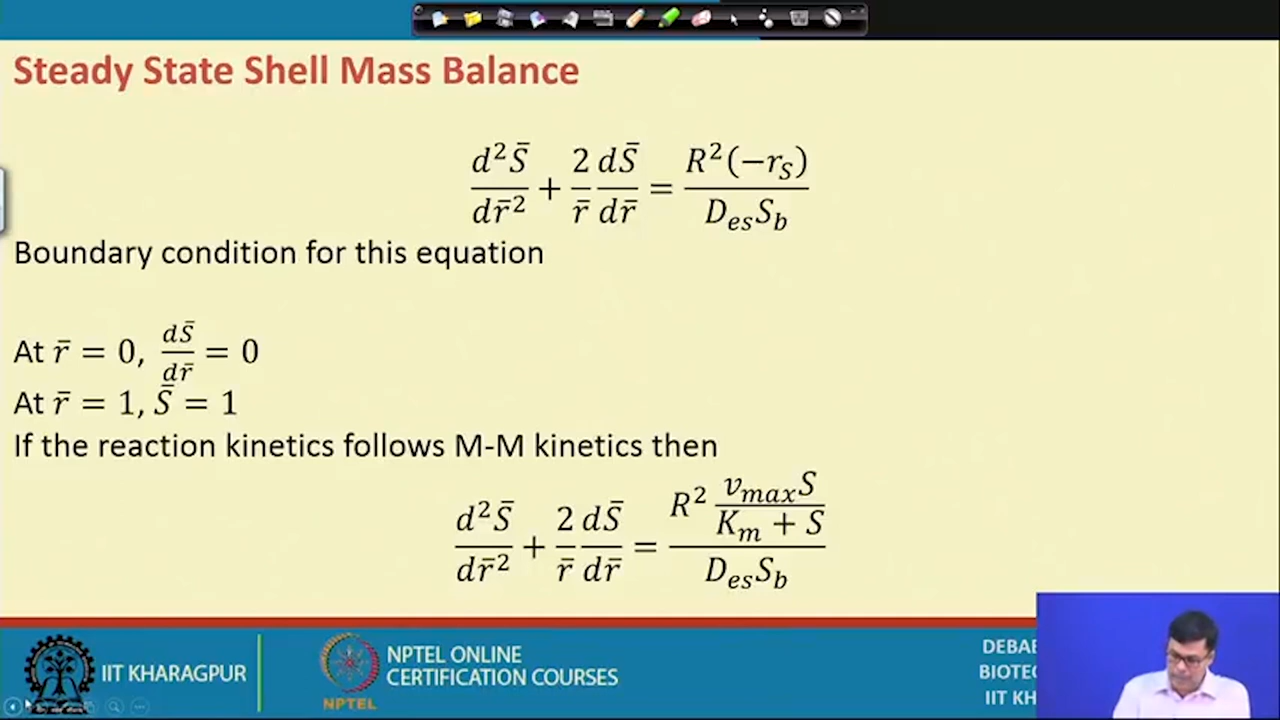 Steady State Shell Mass Balance
d²S̄/dr̄² + 2/r̄ dS̄/dr̄ = R²(−r_S)/D_es S_b
Boundary condition for this equation
At r̄ = 0, dS̄/dr̄ = 0
At r̄ = 1, S̄ = 1
If the reaction kinetics follows M-M kinetics then
d²S̄/dr̄² + 2/r̄ dS̄/dr̄ = R² (v_max S/(K_m + S))/D_es S_b
IIT KHARAGPUR
NPTEL
NPTEL ONLINE
CERTIFICATION COURSES
DEBAB
BIOTEC
IIT KH